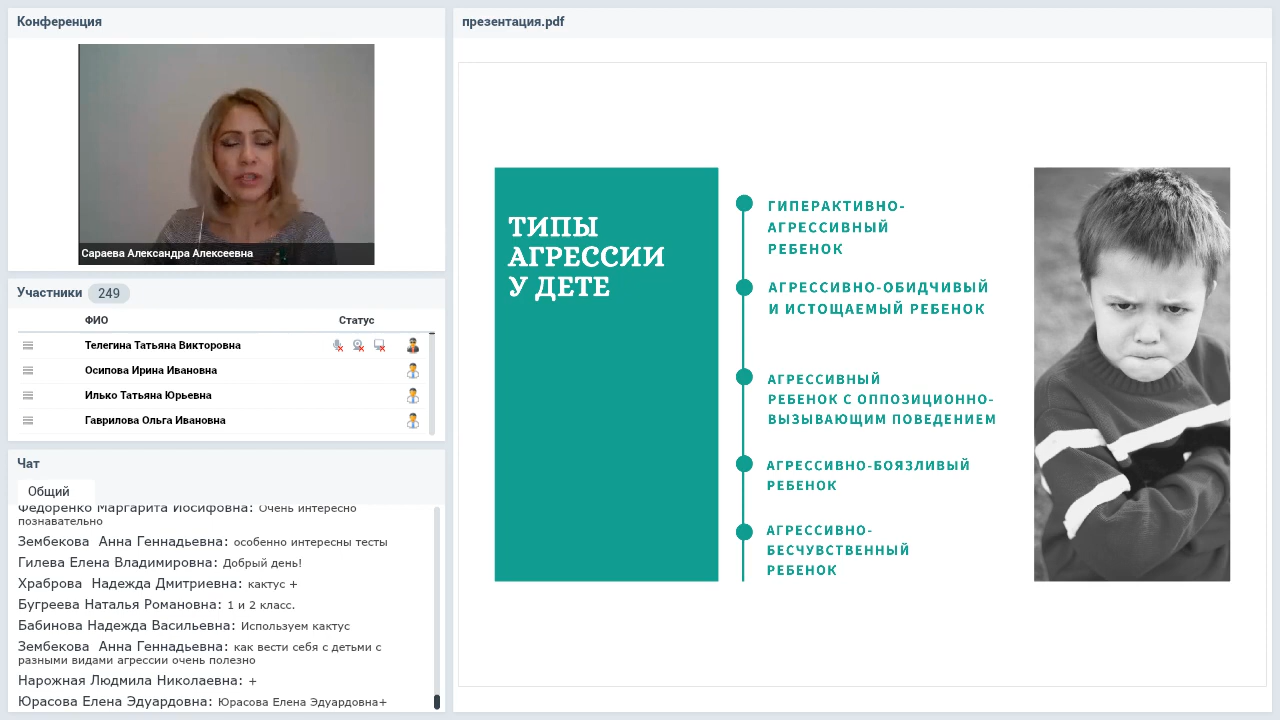 Конференция
Сараева Александра Алексеевна
Участники 249
ФИО Статус
Телегина Татьяна Викторовна
Осипова Ирина Ивановна
Илько Татьяна Юрьевна
Гаврилова Ольга Ивановна
Чат
Общий
Федоренко Маргарита Иосифовна: Очень интересно
познавательно
Зембекова Анна Геннадьевна: особенно интересны тесты
Гилева Елена Владимировна: Добрый день!
Храброва Надежда Дмитриевна: кактус +
Бугреева Наталья Романовна: 1 и 2 класс.
Бабинова Надежда Васильевна: Используем кактус
Зембекова Анна Геннадьевна: как вести себя с детьми с
разными видами агрессии очень полезно
Нарожная Людмила Николаевна: +
Юрасова Елена Эдуардовна: Юрасова Елена Эдуардовна+
презентация.pdf
ТИПЫ
АГРЕССИИ
У ДЕТЕ
ГИПЕРАКТИВНО-
АГРЕССИВНЫЙ
РЕБЕНОК
АГРЕССИВНО-ОБИДЧИВЫЙ
И ИСТОЩАЕМЫЙ РЕБЕНОК
АГРЕССИВНЫЙ
РЕБЕНОК С ОППОЗИЦИОННО-
ВЫЗЫВАЮЩИМ ПОВЕДЕНИЕМ
АГРЕССИВНО-БОЯЗЛИВЫЙ
РЕБЕНОК
АГРЕССИВНО-
БЕСЧУВСТВЕННЫЙ
РЕБЕНОК